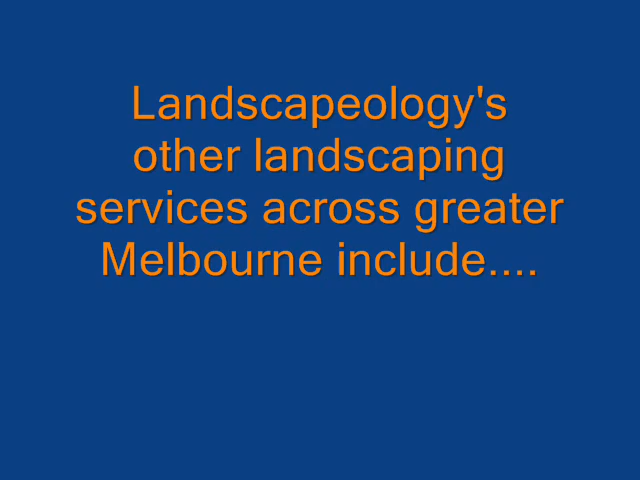 Landscapeology's
other landscaping
services across greater
Melbourne include....